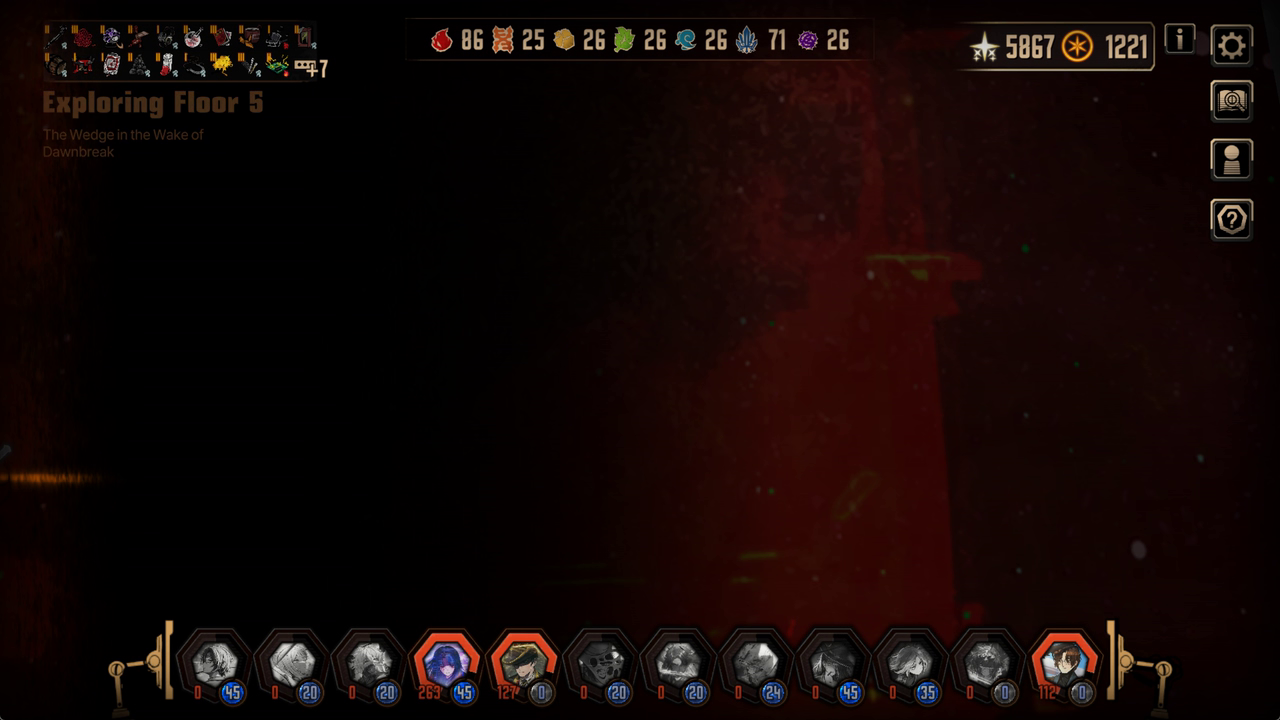 86 25 26 26 26 71 26
5867 1221
i
+7
Exploring Floor 5
The Wedge in the Wake of
Dawnbreak
?
0 45 0 20 0 20 263 45 127 0 0 20 0 20 0 24 0 45 0 35 0 0 112 0